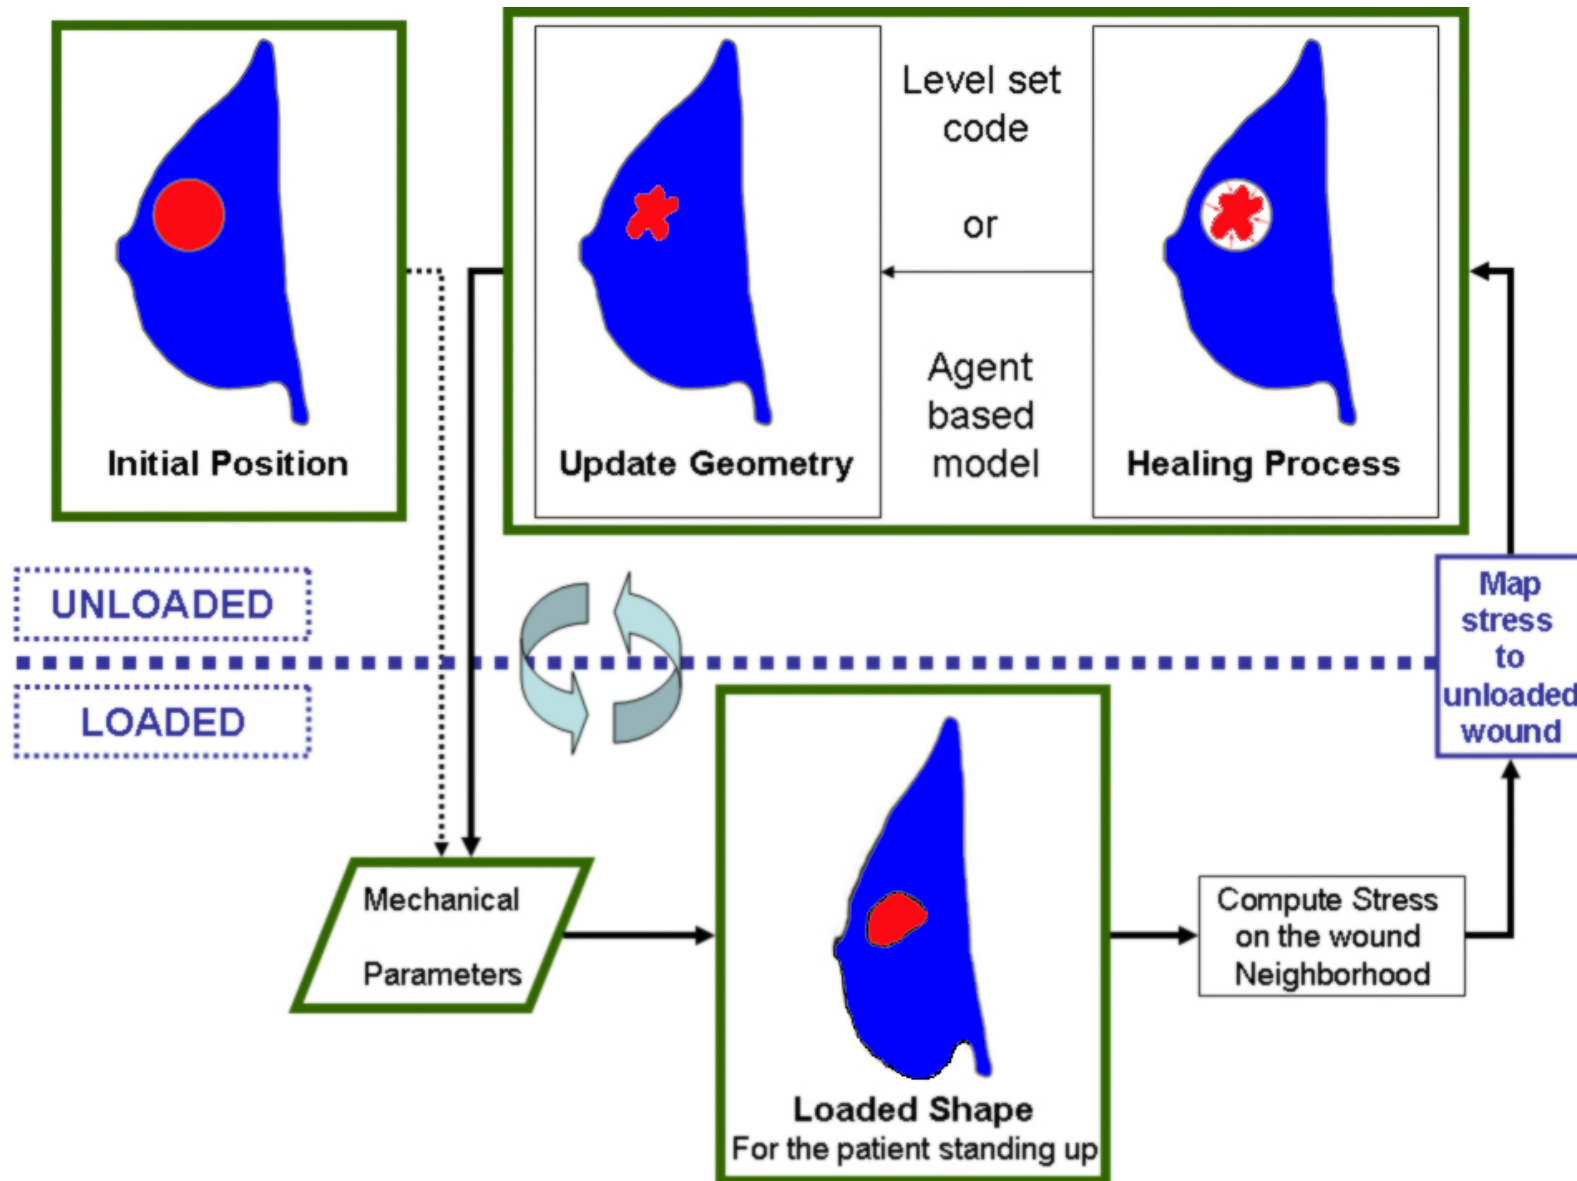 Initial Position
Update Geometry
Level set
code
or
Agent
based
model
Healing Process
UNLOADED
LOADED
Map
stress
to
unloaded
wound
Mechanical
Parameters
Loaded Shape
For the patient standing up
Compute Stress
on the wound
Neighborhood